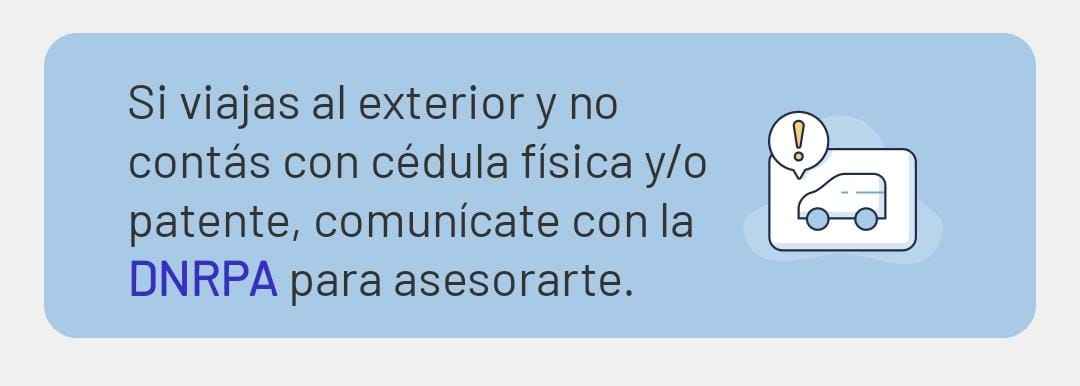 Si viajas al exterior y no
contás con cédula física y/o
patente, comunícate con la
DNRPA para asesorarte.